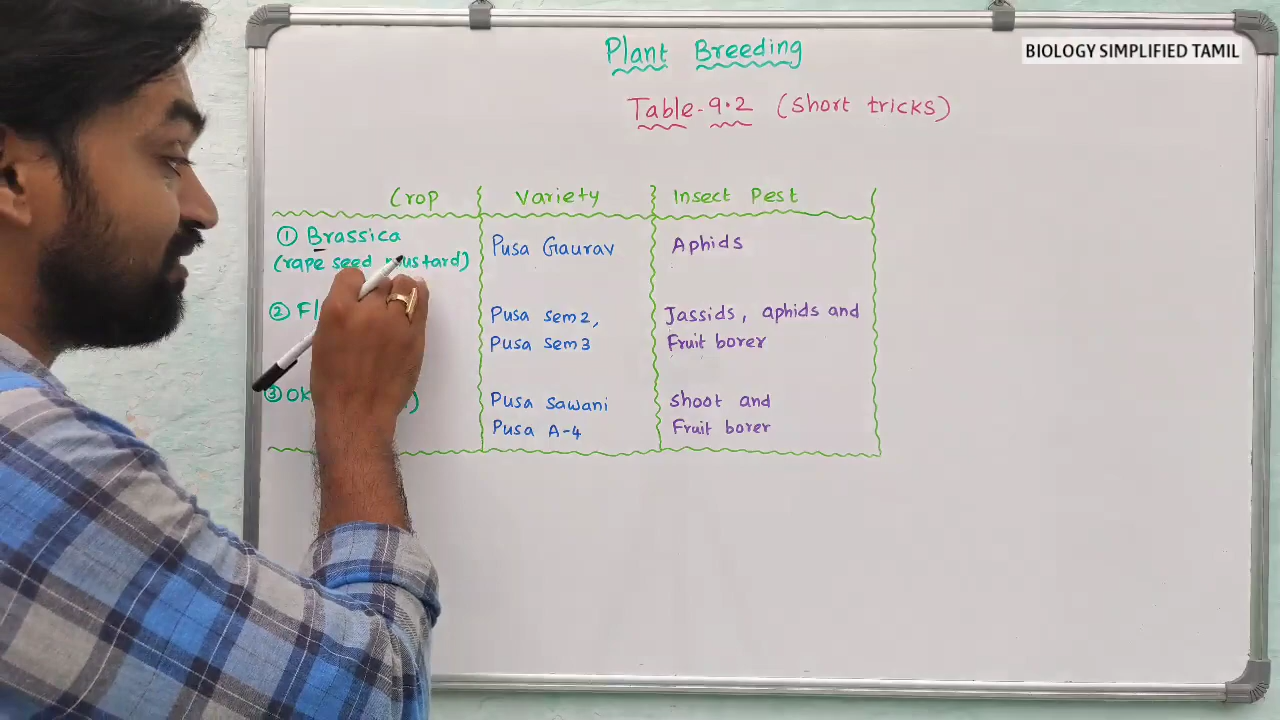 Plant Breeding
BIOLOGY SIMPLIFIED TAMIL
Table-9.2 (short tricks)
Crop Variety Insect Pest
① Brassica Pusa Gaurav Aphids
(rape seed mustard)
② Pusa sem2, Jassids, aphids and
Pusa sem3 Fruit borer
③ Pusa sawani shoot and
Pusa A-4 Fruit borer